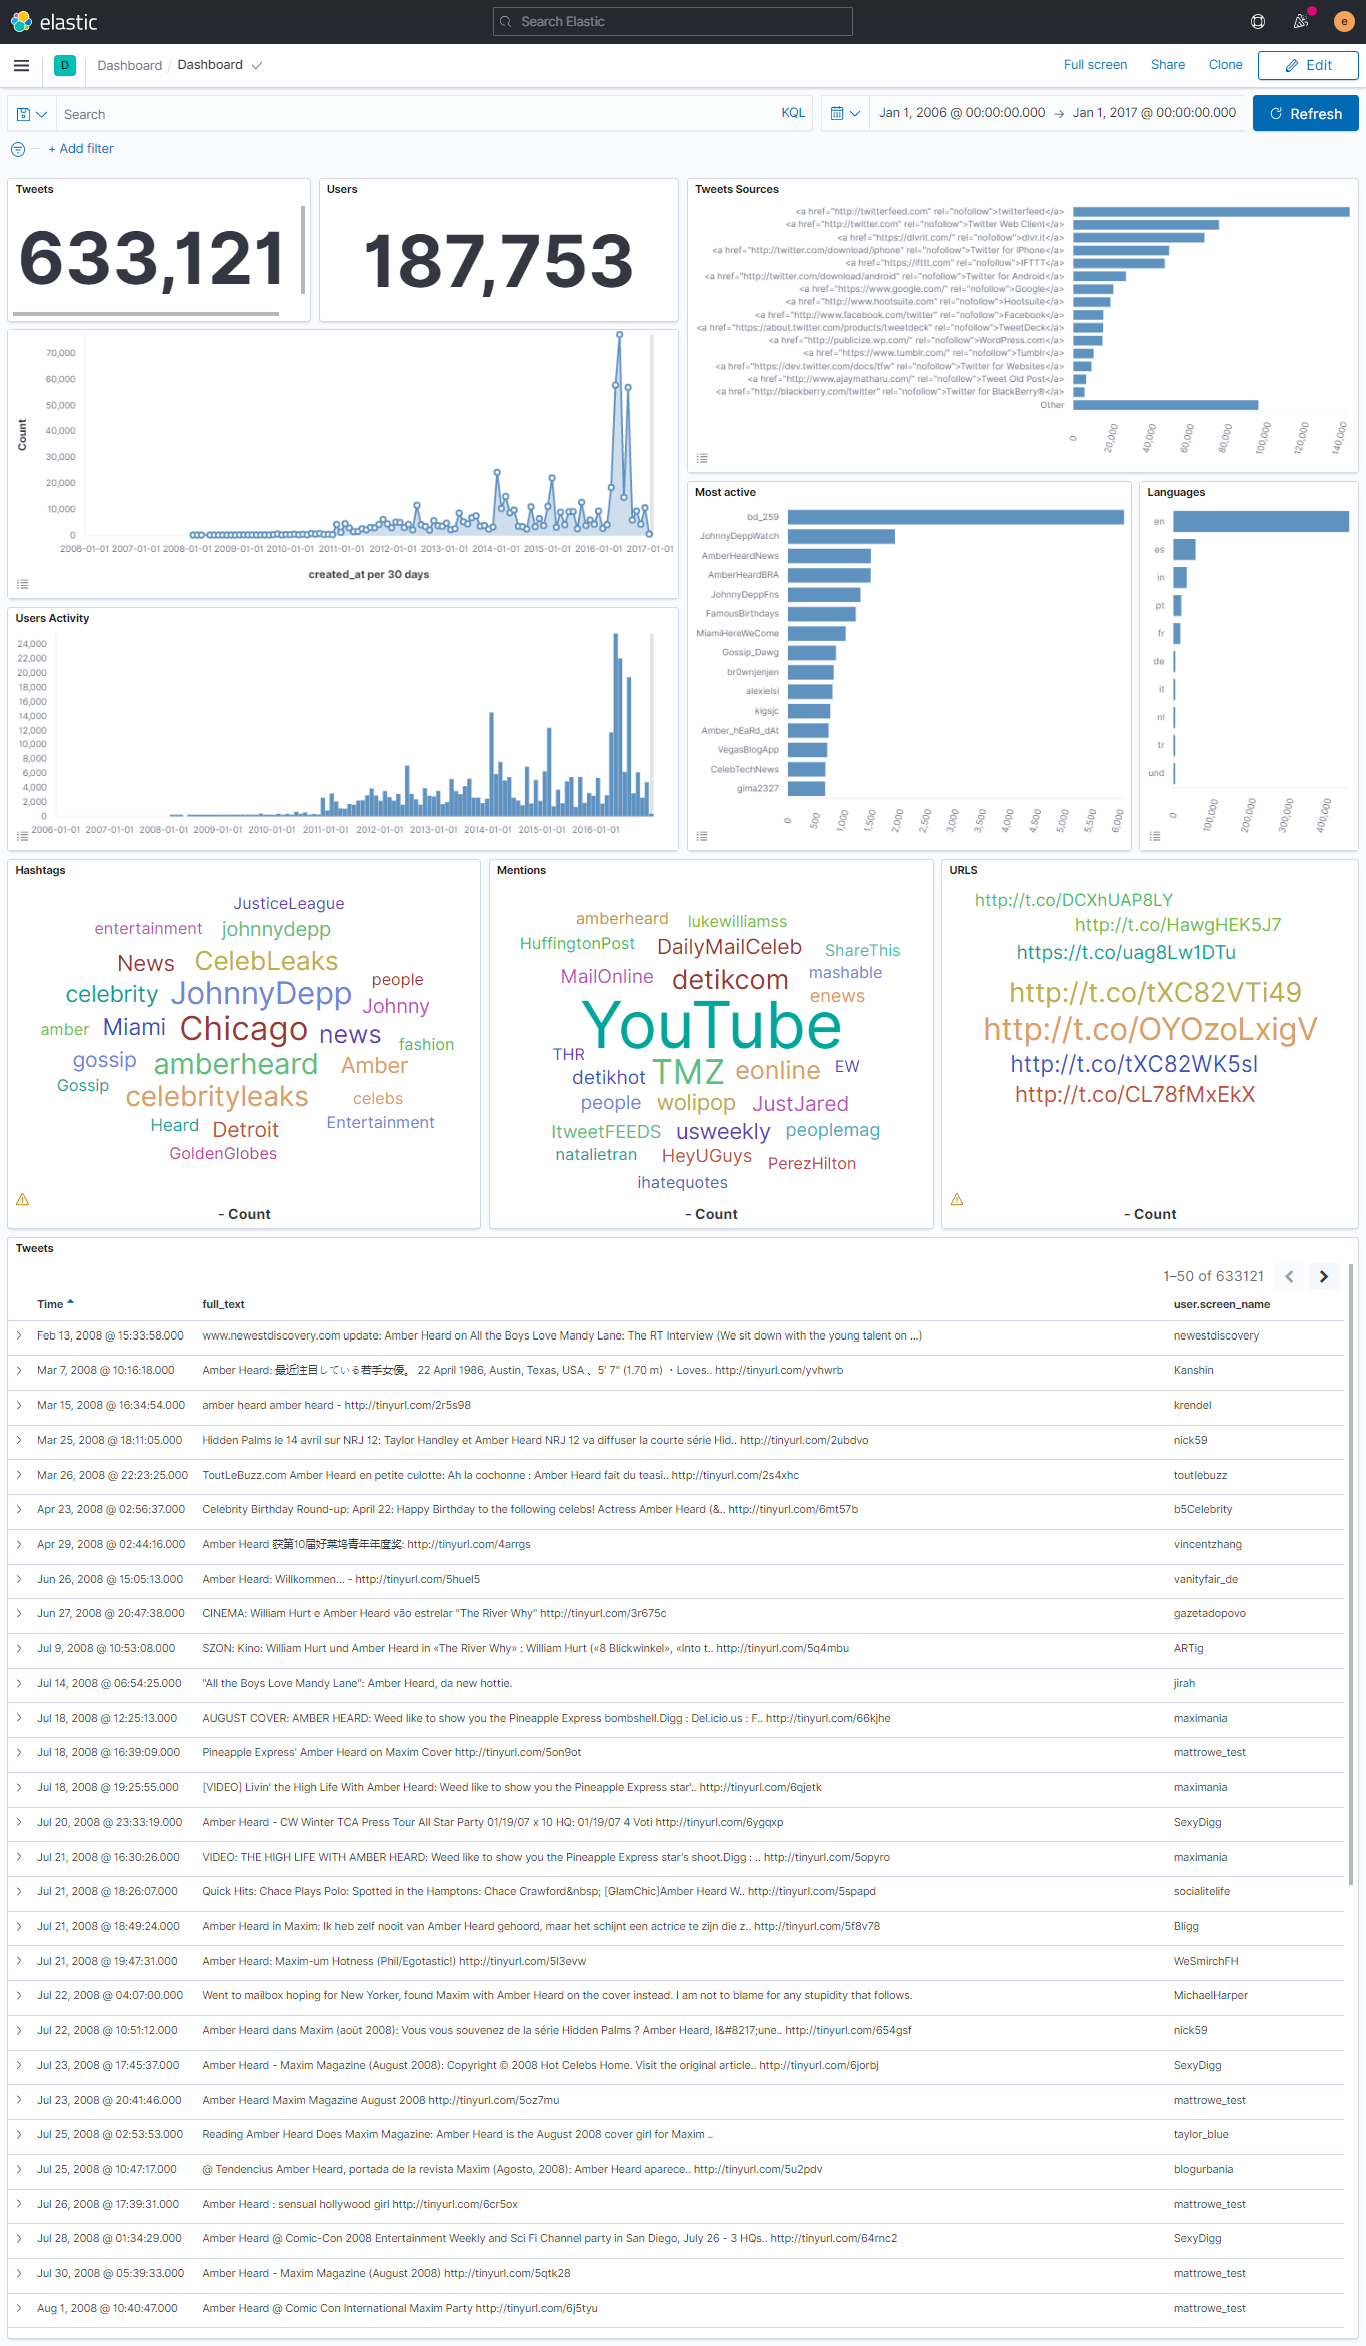 elastic
Search Elastic
e
D
Dashboard / Dashboard
Full screen
Share
Clone
Edit
Search
KQL
Jan 1, 2006 @ 00:00:00.000 → Jan 1, 2017 @ 00:00:00.000
Refresh
+ Add filter
Tweets
633,121
Users
187,753
Tweets Sources
<a href="http://twitterfeed.com" rel="nofollow">twitterfeed</a>
<a href="http://twitter.com" rel="nofollow">Twitter Web Client</a>
<a href="https://dlvrit.com/" rel="nofollow">dlvr.it</a>
<a href="http://twitter.com/download/iphone" rel="nofollow">Twitter for iPhone</a>
<a href="https://ifttt.com" rel="nofollow">IFTTT</a>
<a href="http://twitter.com/download/android" rel="nofollow">Twitter for Android</a>
<a href="https://www.google.com/" rel="nofollow">Google</a>
<a href="http://www.hootsuite.com" rel="nofollow">Hootsuite</a>
<a href="http://www.facebook.com/twitter" rel="nofollow">Facebook</a>
<a href="https://about.twitter.com/products/tweetdeck" rel="nofollow">TweetDeck</a>
<a href="http://publicize.wp.com/" rel="nofollow">WordPress.com</a>
<a href="https://www.tumblr.com/" rel="nofollow">Tumblr</a>
<a href="https://dev.twitter.com/docs/tfw" rel="nofollow">Twitter for Websites</a>
<a href="http://www.ajaymatharu.com/" rel="nofollow">Tweet Old Post</a>
<a href="http://blackberry.com/twitter" rel="nofollow">Twitter for BlackBerry®</a>
Other
0 20,000 40,000 60,000 80,000 100,000 120,000 140,000
Count
70,000
60,000
50,000
40,000
30,000
20,000
10,000
0
2006-01-01 2007-01-01 2008-01-01 2009-01-01 2010-01-01 2011-01-01 2012-01-01 2013-01-01 2014-01-01 2015-01-01 2016-01-01 2017-01-01
created_at per 30 days
Users Activity
24,000
22,000
20,000
18,000
16,000
14,000
12,000
10,000
8,000
6,000
4,000
2,000
0
2006-01-01 2007-01-01 2008-01-01 2009-01-01 2010-01-01 2011-01-01 2012-01-01 2013-01-01 2014-01-01 2015-01-01 2016-01-01
Most active
bd_259
JohnnyDeppWatch
AmberHeardNews
AmberHeardBRA
JohnnyDeppFns
FamousBirthdays
MiamiHereWeCome
Gossip_Dawg
br0wnjenjen
alexielsi
kigsjc
Amber_hEaRd_dAt
VegasBlogApp
CelebTechNews
gima2327
0 500 1,000 1,500 2,000 2,500 3,000 3,500 4,000 4,500 5,000 5,500 6,000
Languages
en
es
in
pt
fr
de
it
nl
tr
und
0 100,000 200,000 300,000 400,000
Hashtags
JusticeLeague
entertainment johnnydepp
News CelebLeaks
people
celebrity JohnnyDepp Johnny
amber Miami Chicago news fashion
gossip amberheard Amber
Gossip celebrityleaks celebs
Heard Detroit Entertainment
GoldenGlobes
- Count
Mentions
amberheard lukewilliamss
HuffingtonPost DailyMailCeleb ShareThis
MailOnline detikcom mashable
enews
YouTube
THR
detikhot TMZ eonline EW
people wolipop JustJared
ItweetFEEDS usweekly peoplemag
natalietran HeyUGuys PerezHilton
ihatequotes
- Count
URLS
http://t.co/DCXhUAP8LY
http://t.co/HawgHEK5J7
https://t.co/uag8Lw1DTu
http://t.co/tXC82VTi49
http://t.co/OYOzoLxigV
http://t.co/tXC82WK5sl
http://t.co/CL78fMxEkX
- Count
Tweets
1–50 of 633121
Time full_text user.screen_name
Feb 13, 2008 @ 15:33:58.000 www.newestdiscovery.com update: Amber Heard on All the Boys Love Mandy Lane: The RT Interview (We sit down with the young talent on ...) newestdiscovery
Mar 7, 2008 @ 10:16:18.000 Amber Heard: 最近注目している若手女優。 22 April 1986, Austin, Texas, USA 、5' 7" (1.70 m) ・Loves.. http://tinyurl.com/yvhwrb Kanshin
Mar 15, 2008 @ 16:34:54.000 amber heard amber heard - http://tinyurl.com/2r5s98 krendel
Mar 25, 2008 @ 18:11:05.000 Hidden Palms le 14 avril sur NRJ 12: Taylor Handley et Amber Heard NRJ 12 va diffuser la courte série Hid.. http://tinyurl.com/2ubdvo nick59
Mar 26, 2008 @ 22:23:25.000 ToutLeBuzz.com Amber Heard en petite culotte: Ah la cochonne : Amber Heard fait du teasi.. http://tinyurl.com/2s4xhc toutlebuzz
Apr 23, 2008 @ 02:56:37.000 Celebrity Birthday Round-up: April 22: Happy Birthday to the following celebs! Actress Amber Heard (&.. http://tinyurl.com/6mt57b b5Celebrity
Apr 29, 2008 @ 02:44:16.000 Amber Heard 获第10届好莱坞青年年度奖: http://tinyurl.com/4arrgs vincentzhang
Jun 26, 2008 @ 15:05:13.000 Amber Heard: Willkommen... - http://tinyurl.com/5huel5 vanityfair_de
Jun 27, 2008 @ 20:47:38.000 CINEMA: William Hurt e Amber Heard vão estrelar "The River Why" http://tinyurl.com/3r675c gazetadopovo
Jul 9, 2008 @ 10:53:08.000 SZON: Kino: William Hurt und Amber Heard in «The River Why» : William Hurt («8 Blickwinkel», «Into t.. http://tinyurl.com/5q4mbu ARTig
Jul 14, 2008 @ 06:54:25.000 "All the Boys Love Mandy Lane": Amber Heard, da new hottie. jirah
Jul 18, 2008 @ 12:25:13.000 AUGUST COVER: AMBER HEARD: Weed like to show you the Pineapple Express bombshell.Digg : Del.icio.us : F.. http://tinyurl.com/66kjhe maximania
Jul 18, 2008 @ 16:39:09.000 Pineapple Express' Amber Heard on Maxim Cover http://tinyurl.com/5on9ot mattrowe_test
Jul 18, 2008 @ 19:25:55.000 [VIDEO] Livin' the High Life With Amber Heard: Weed like to show you the Pineapple Express star'.. http://tinyurl.com/6qjetk maximania
Jul 20, 2008 @ 23:33:19.000 Amber Heard - CW Winter TCA Press Tour All Star Party 01/19/07 x 10 HQ: 01/19/07 4 Voti http://tinyurl.com/6ygqxp SexyDigg
Jul 21, 2008 @ 16:30:26.000 VIDEO: THE HIGH LIFE WITH AMBER HEARD: Weed like to show you the Pineapple Express star's shoot.Digg : .. http://tinyurl.com/5opyro maximania
Jul 21, 2008 @ 18:26:07.000 Quick Hits: Chace Plays Polo: Spotted in the Hamptons: Chace Crawford&nbsp; [GlamChic]Amber Heard W.. http://tinyurl.com/5spapd socialitelife
Jul 21, 2008 @ 18:49:24.000 Amber Heard in Maxim: Ik heb zelf nooit van Amber Heard gehoord, maar het schijnt een actrice te zijn die z.. http://tinyurl.com/5f8v78 Bligg
Jul 21, 2008 @ 19:47:31.000 Amber Heard: Maxim-um Hotness (Phil/Egotastic!) http://tinyurl.com/5l3evw WeSmirchFH
Jul 22, 2008 @ 04:07:00.000 Went to mailbox hoping for New Yorker, found Maxim with Amber Heard on the cover instead. I am not to blame for any stupidity that follows. MichaelHarper
Jul 22, 2008 @ 10:51:12.000 Amber Heard dans Maxim (août 2008): Vous vous souvenez de la série Hidden Palms ? Amber Heard, l&#8217;une.. http://tinyurl.com/654gsf nick59
Jul 23, 2008 @ 17:45:37.000 Amber Heard - Maxim Magazine (August 2008): Copyright © 2008 Hot Celebs Home. Visit the original article.. http://tinyurl.com/6jorbj SexyDigg
Jul 23, 2008 @ 20:41:46.000 Amber Heard Maxim Magazine August 2008 http://tinyurl.com/5oz7mu mattrowe_test
Jul 25, 2008 @ 02:53:53.000 Reading Amber Heard Does Maxim Magazine: Amber Heard is the August 2008 cover girl for Maxim .. taylor_blue
Jul 25, 2008 @ 10:47:17.000 @ Tendencius Amber Heard, portada de la revista Maxim (Agosto, 2008): Amber Heard aparece.. http://tinyurl.com/5u2pdv blogurbania
Jul 26, 2008 @ 17:39:31.000 Amber Heard : sensual hollywood girl http://tinyurl.com/6cr5ox mattrowe_test
Jul 28, 2008 @ 01:34:29.000 Amber Heard @ Comic-Con 2008 Entertainment Weekly and Sci Fi Channel party in San Diego, July 26 - 3 HQs.. http://tinyurl.com/64rnc2 SexyDigg
Jul 30, 2008 @ 05:39:33.000 Amber Heard - Maxim Magazine (August 2008) http://tinyurl.com/5qtk28 mattrowe_test
Aug 1, 2008 @ 10:40:47.000 Amber Heard @ Comic Con International Maxim Party http://tinyurl.com/6j5tyu mattrowe_test